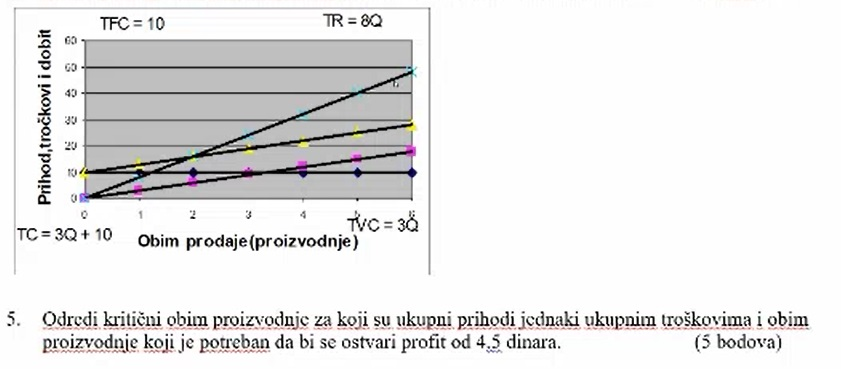 TFC = 10
TR = 8Q
Prihod,tročkovi i dobit
60
60
40
30
20
10
0
0 1 2 3 4 5 6
TVC = 3Q
TC = 3Q + 10
Obim prodaje(proizvodnje)
5. Odredi kritični obim proizvodnje za koji su ukupni prihodi jednaki ukupnim troškovima i obim
proizvodnje koji je potreban da bi se ostvari profit od 4,5 dinara. (5 bodova)